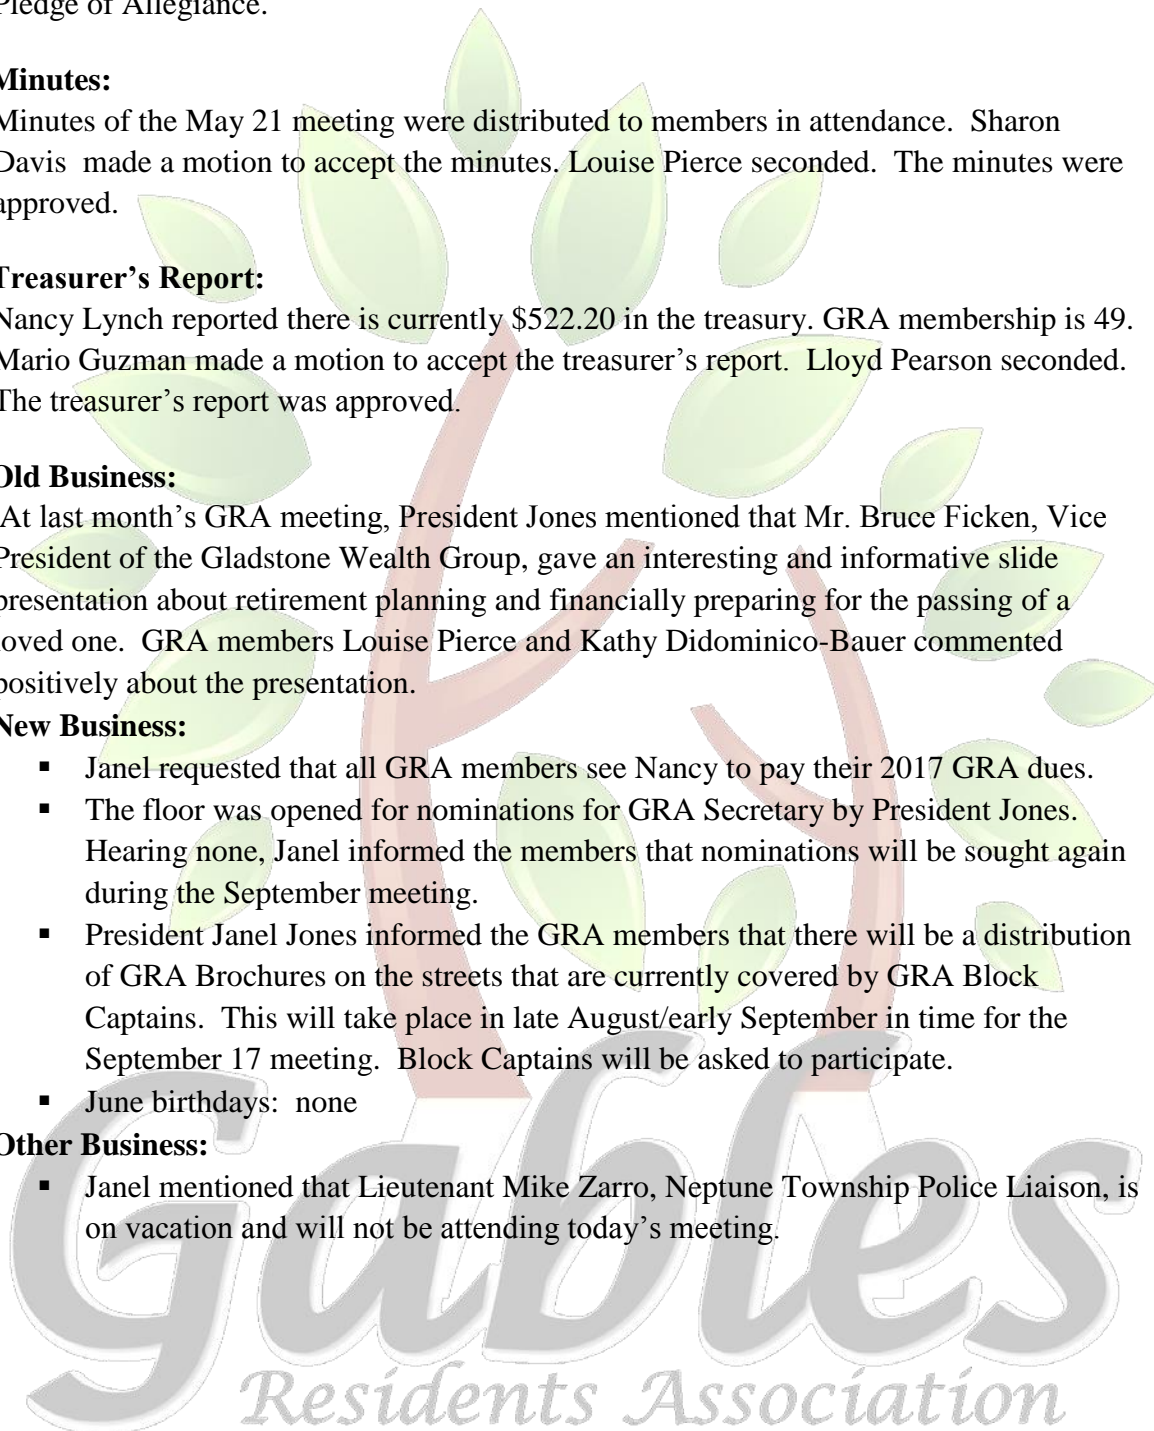 Pledge of Allegiance.
Minutes:
Minutes of the May 21 meeting were distributed to members in attendance.  Sharon
Davis  made a motion to accept the minutes. Louise Pierce seconded.  The minutes were
approved.
Treasurer’s Report:
Nancy Lynch reported there is currently $522.20 in the treasury. GRA membership is 49.
Mario Guzman made a motion to accept the treasurer’s report.  Lloyd Pearson seconded.
The treasurer’s report was approved.
Old Business:
At last month’s GRA meeting, President Jones mentioned that Mr. Bruce Ficken, Vice
President of the Gladstone Wealth Group, gave an interesting and informative slide
presentation about retirement planning and financially preparing for the passing of a
loved one.  GRA members Louise Pierce and Kathy Didominico-Bauer commented
positively about the presentation.
New Business:
▪ Janel requested that all GRA members see Nancy to pay their 2017 GRA dues.
▪ The floor was opened for nominations for GRA Secretary by President Jones.
Hearing none, Janel informed the members that nominations will be sought again
during the September meeting.
▪ President Janel Jones informed the GRA members that there will be a distribution
of GRA Brochures on the streets that are currently covered by GRA Block
Captains.  This will take place in late August/early September in time for the
September 17 meeting.  Block Captains will be asked to participate.
▪ June birthdays:  none
Other Business:
▪ Janel mentioned that Lieutenant Mike Zarro, Neptune Township Police Liaison, is
on vacation and will not be attending today’s meeting.
Gables
Residents Association